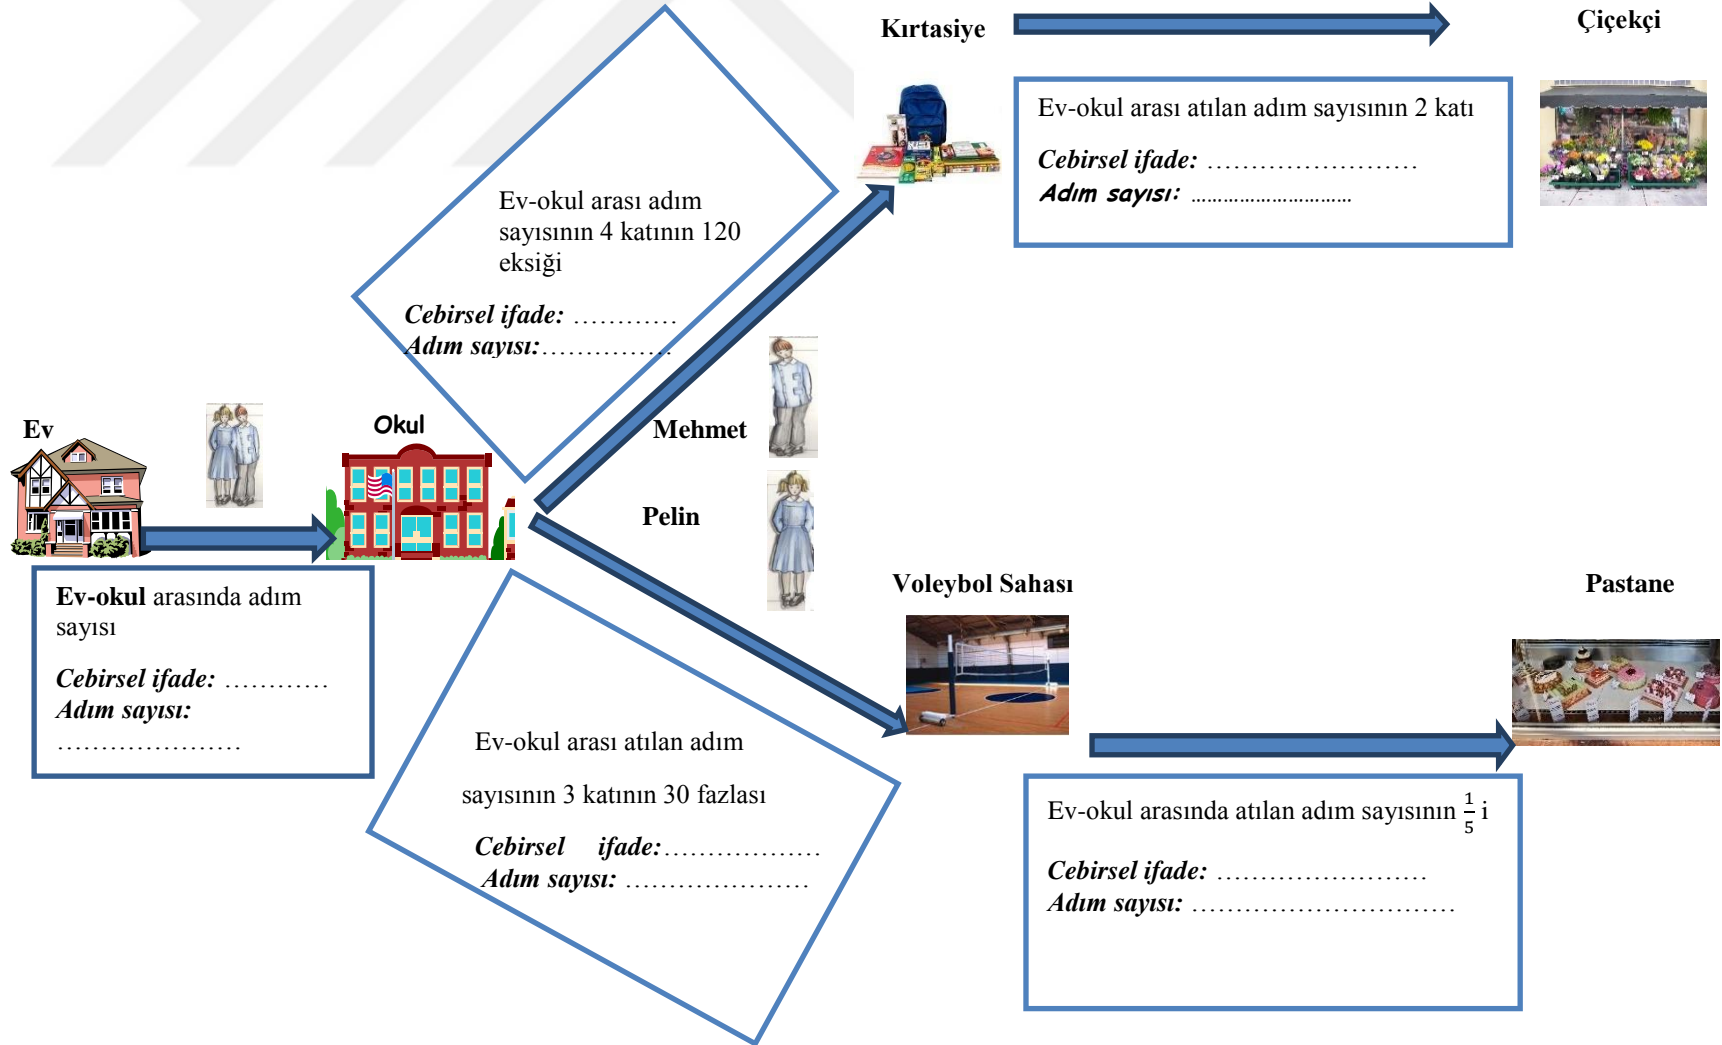 Kırtasiye
Çiçekçi
Ev-okul arası atılan adım sayısının 2 katı
Cebirsel ifade: ........................
Adım sayısı: .............................
Ev-okul arası adım
sayısının 4 katının 120
eksiği
Cebirsel ifade: ............
Adım sayısı:...............
Ev
Okul
Mehmet
Pelin
Ev-okul arasında adım
sayısı
Cebirsel ifade: ............
Adım sayısı:
.....................
Voleybol Sahası
Pastane
Ev-okul arası atılan adım
sayısının 3 katının 30 fazlası
Cebirsel ifade:..................
Adım sayısı: .....................
Ev-okul arasında atılan adım sayısının 1/5 i
Cebirsel ifade: ........................
Adım sayısı: ..............................